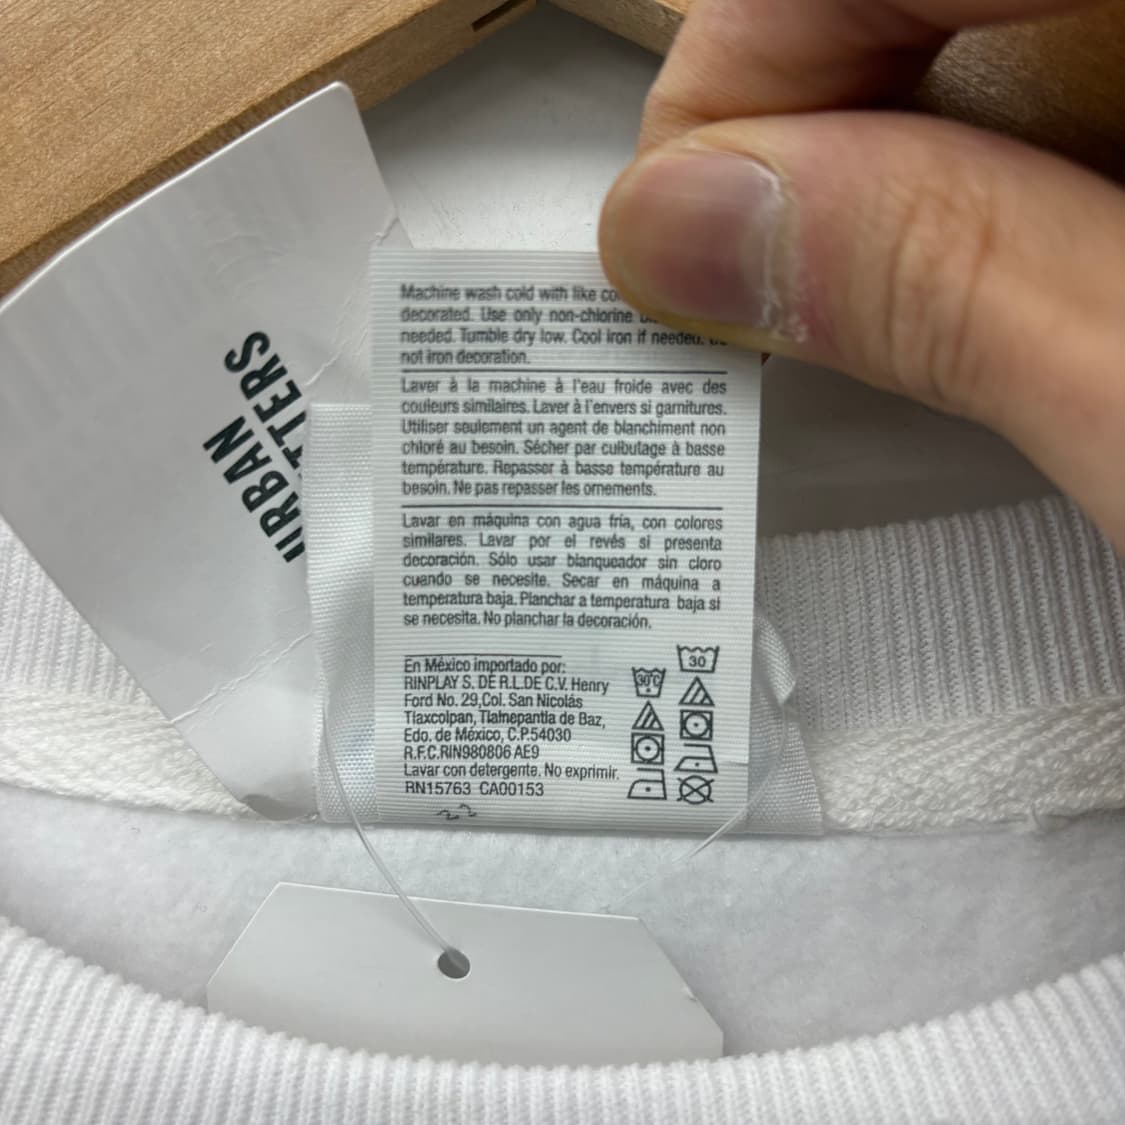 URBAN
Machine wash cold with like
decorated. Use only non-chlorine
needed. Tumble dry low. Cool iron if needed.
not iron decoration.
Laver à la machine à l'eau froide avec des
couleurs similaires. Laver à l'envers si garnitures.
Utiliser seulement un agent de blanchiment non
chloré au besoin. Sécher par culbutage à basse
température. Repasser à basse température au
besoin. Ne pas repasser les ornements.
Lavar en máquina con agua fría, con colores
similares. Lavar por el revés si presenta
decoración. Sólo usar blanqueador sin cloro
cuando se necesite. Secar en máquina a
temperatura baja. Planchar a temperatura baja si
se necesita. No planchar la decoración.
En México importado por:
RINPLAY S. DE R.L.DE C.V. Henry
Ford No. 29,Col. San Nicolás
Tlaxcolpan, Tlalnepantla de Baz,
Edo. de México, C.P.54030
R.F.C.RIN980806 AE9
Lavar con detergente. No exprimir.
RN15763 CA00153
22
30°C
30